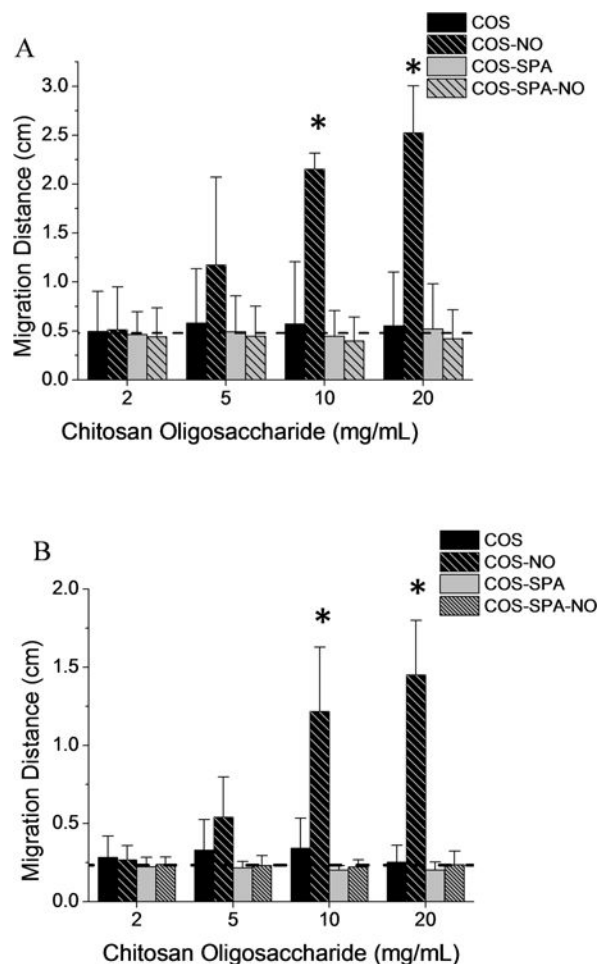 A
COS
COS-NO
COS-SPA
COS-SPA-NO
*
*
3.0
2.5
2.0
1.5
1.0
0.5
0.0
Migration Distance (cm)
2 5 10 20
Chitosan Oligosaccharide (mg/mL)
B
COS
COS-NO
COS-SPA
COS-SPA-NO
*
*
2.0
1.5
1.0
0.5
0.0
Migration Distance (cm)
2 5 10 20
Chitosan Oligosaccharide (mg/mL)